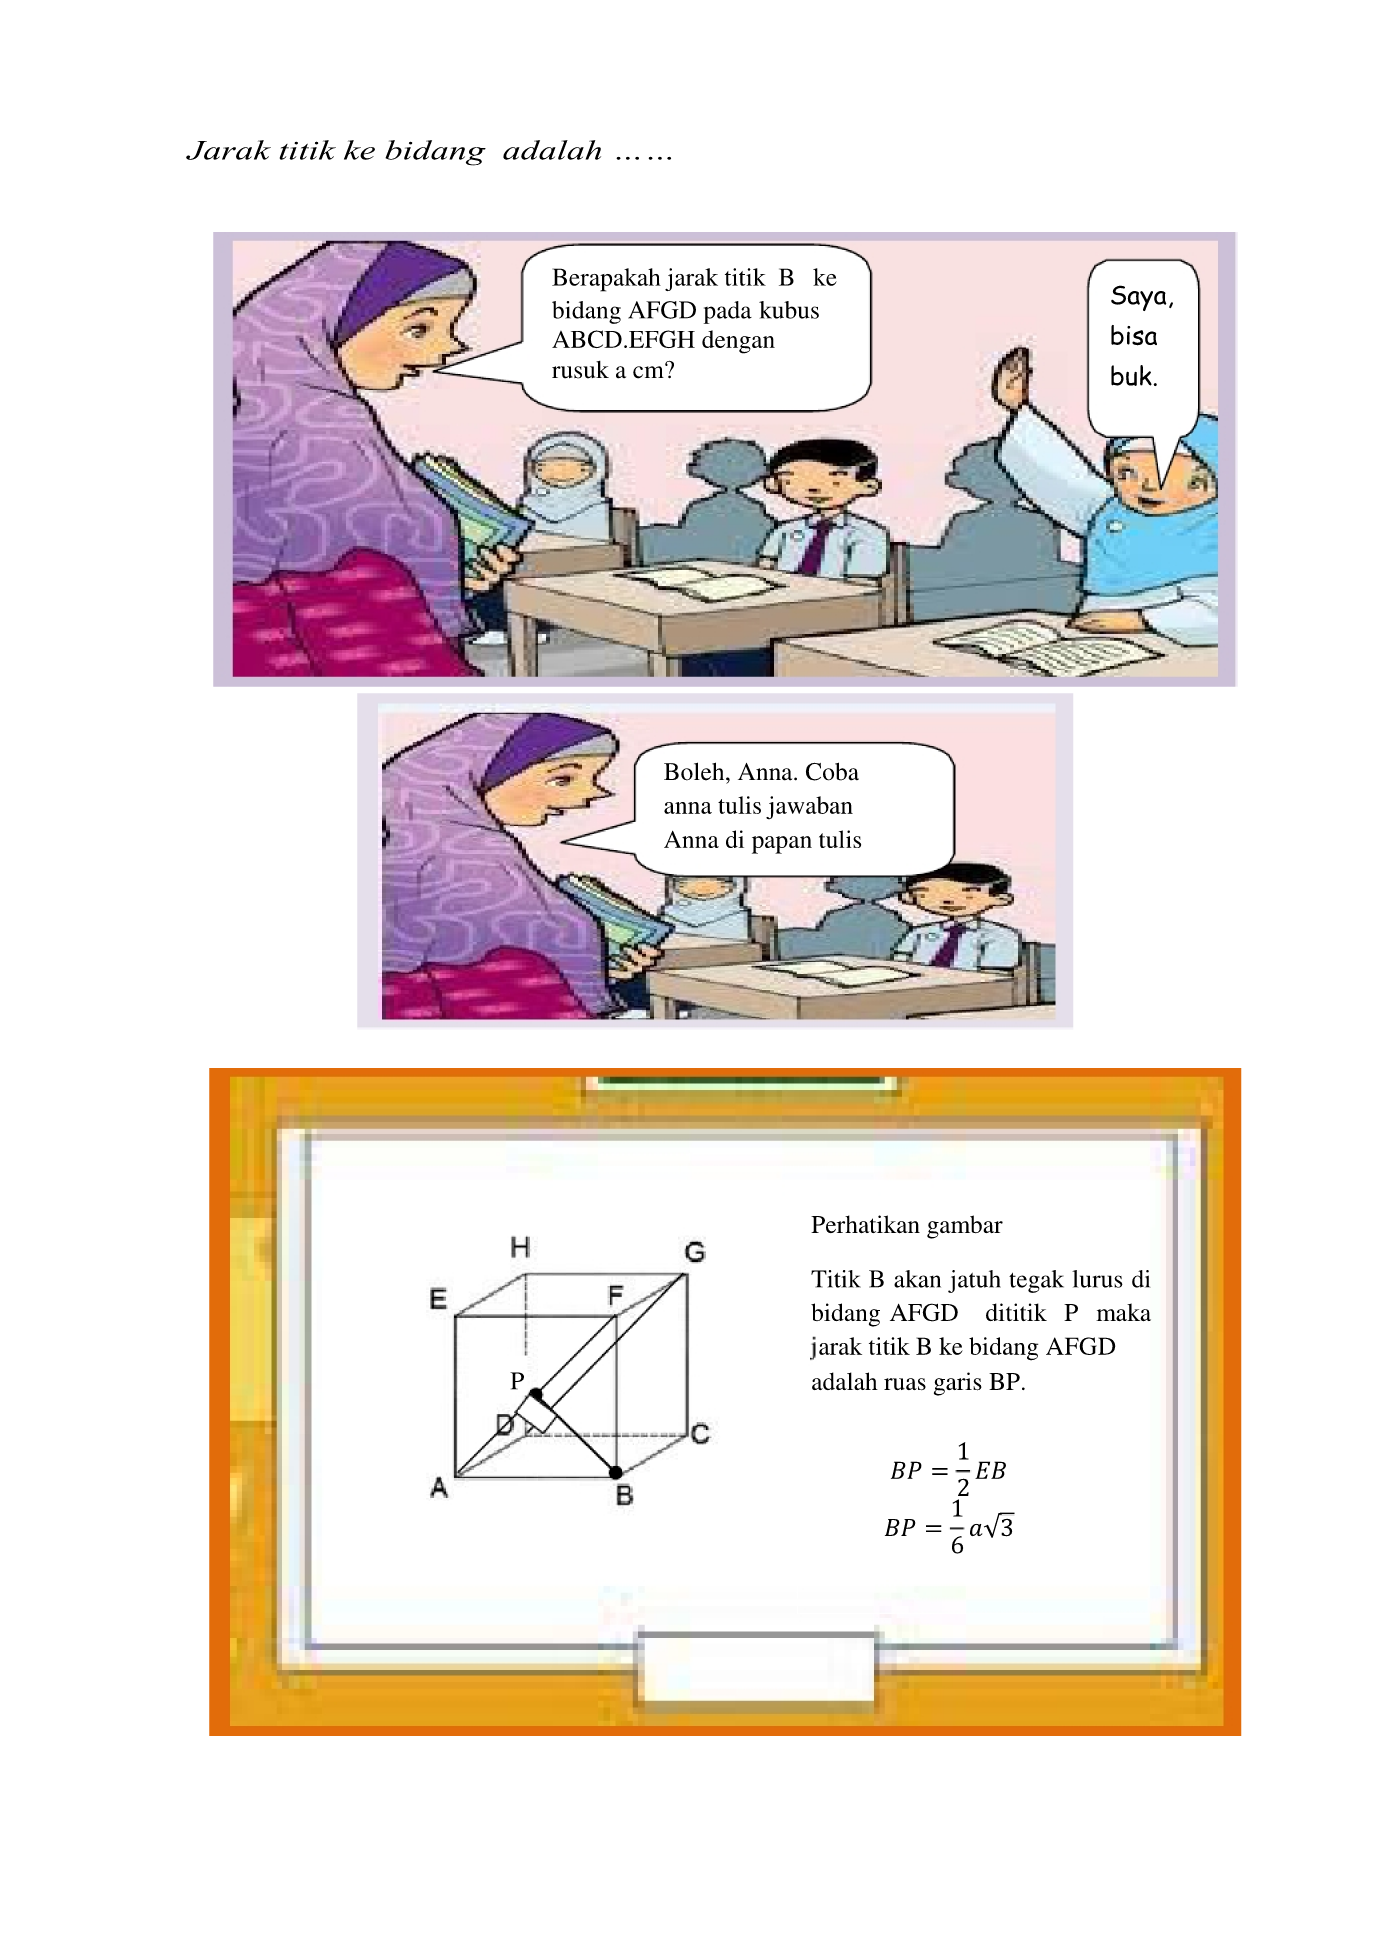 Jarak titik ke bidang adalah ……
Berapakah jarak titik B ke
bidang AFGD pada kubus
ABCD.EFGH dengan
rusuk a cm?
Saya,
bisa
buk.
Boleh, Anna. Coba
anna tulis jawaban
Anna di papan tulis
Perhatikan gambar
Titik B akan jatuh tegak lurus di
bidang AFGD dititik P maka
jarak titik B ke bidang AFGD
adalah ruas garis BP.
BP = 1/2 EB
BP = 1/6 a√3
H
G
E
F
P
D
C
A
B